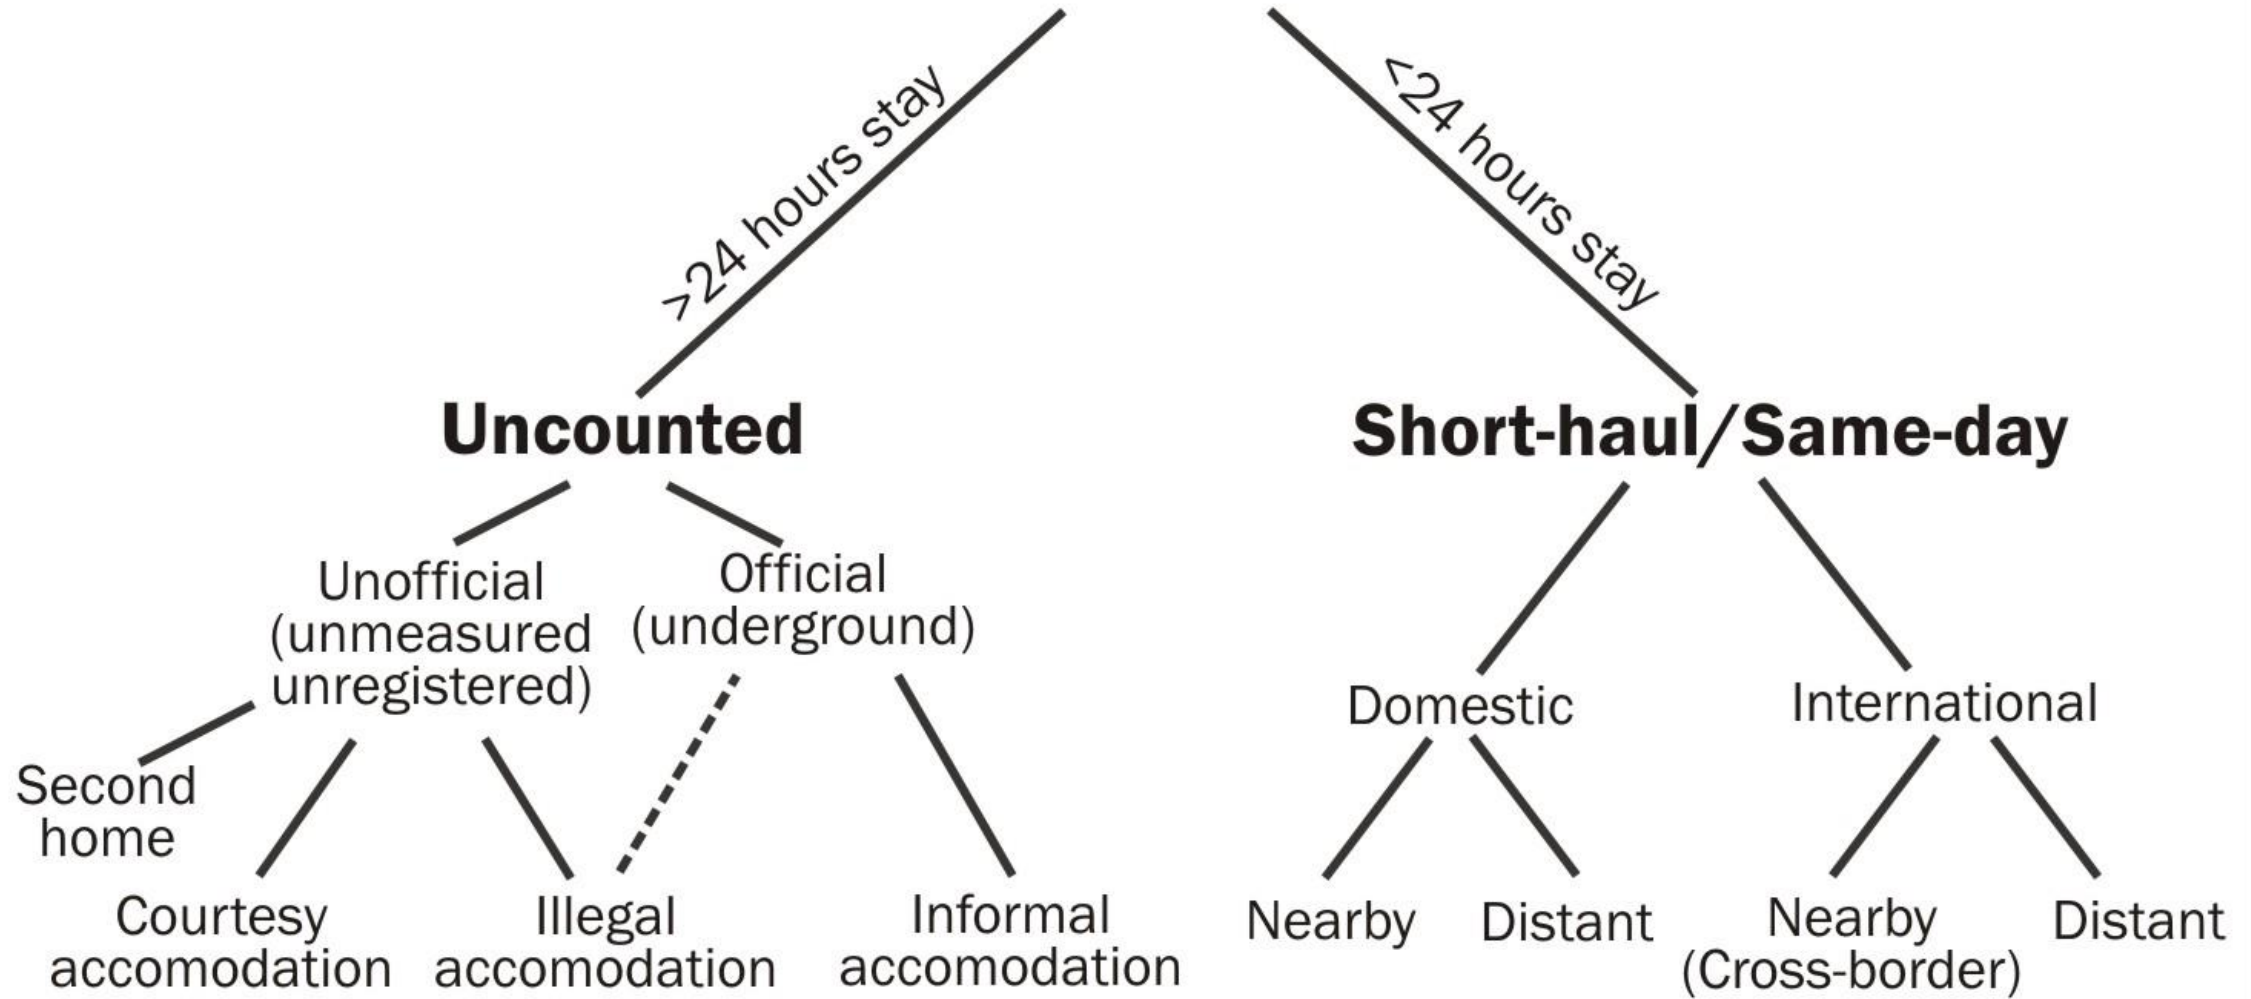 >24 hours stay
<24 hours stay
Uncounted
Short-haul/Same-day
Unofficial
(unmeasured
unregistered)
Official
(underground)
Domestic
International
Second
home
Courtesy
accomodation
Illegal
accomodation
Informal
accomodation
Nearby
Distant
Nearby
(Cross-border)
Distant